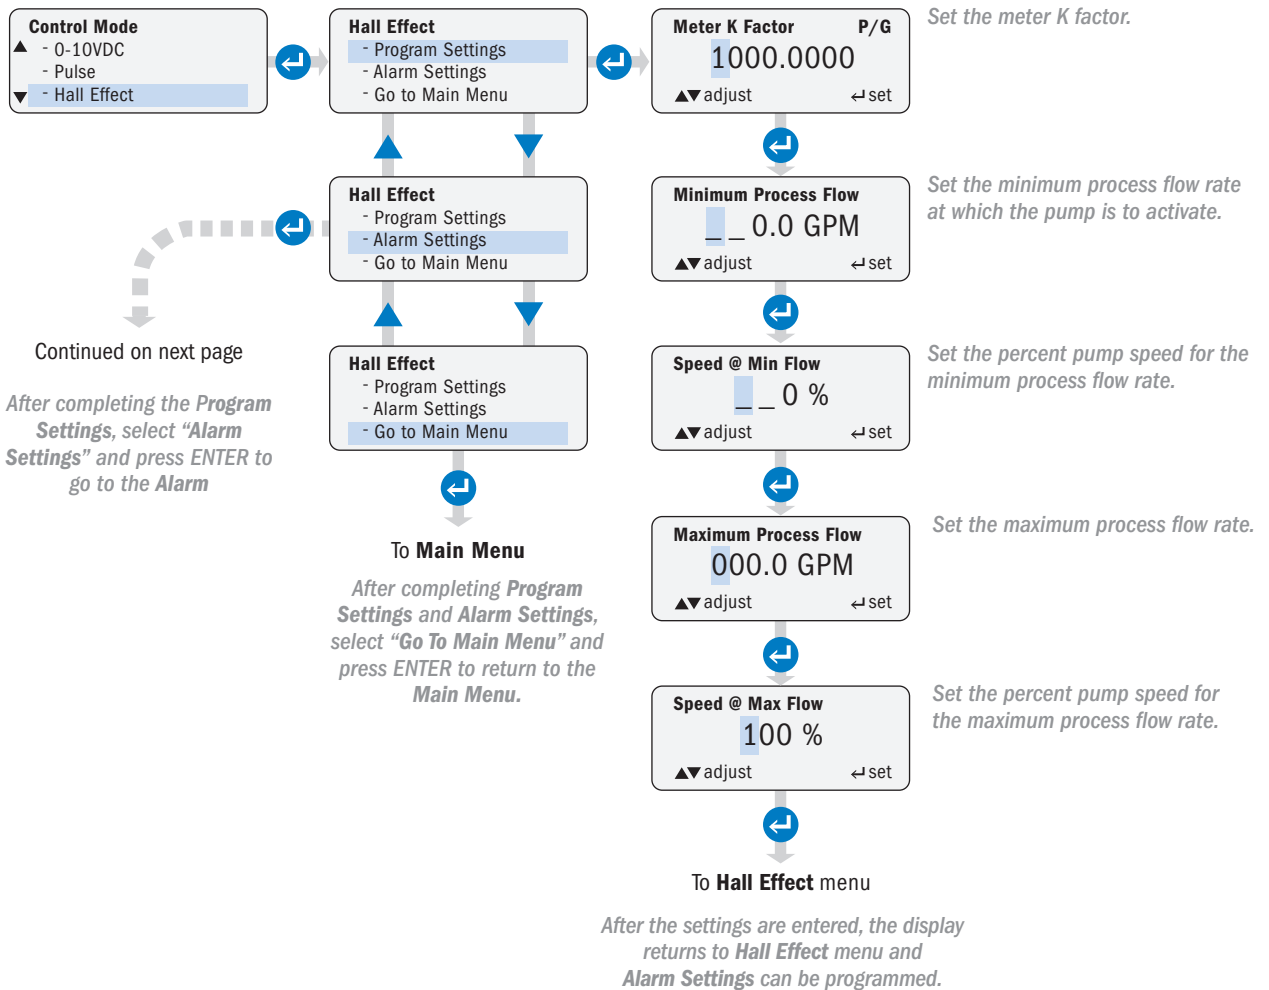 Control Mode
- 0-10VDC
- Pulse
- Hall Effect
Hall Effect
- Program Settings
- Alarm Settings
- Go to Main Menu
Meter K Factor P/G
1000.0000
▲▼ adjust ↵ set
Set the meter K factor.
Hall Effect
- Program Settings
- Alarm Settings
- Go to Main Menu
Minimum Process Flow
_ _ 0.0 GPM
▲▼ adjust ↵ set
Set the minimum process flow rate
at which the pump is to activate.
Continued on next page
After completing the Program
Settings, select “Alarm
Settings” and press ENTER to
go to the Alarm
Hall Effect
- Program Settings
- Alarm Settings
- Go to Main Menu
Speed @ Min Flow
_ _ 0 %
▲▼ adjust ↵ set
Set the percent pump speed for the
minimum process flow rate.
To Main Menu
After completing Program
Settings and Alarm Settings,
select “Go To Main Menu” and
press ENTER to return to the
Main Menu.
Maximum Process Flow
000.0 GPM
▲▼ adjust ↵ set
Set the maximum process flow rate.
Speed @ Max Flow
100 %
▲▼ adjust ↵ set
Set the percent pump speed for
the maximum process flow rate.
To Hall Effect menu
After the settings are entered, the display
returns to Hall Effect menu and
Alarm Settings can be programmed.